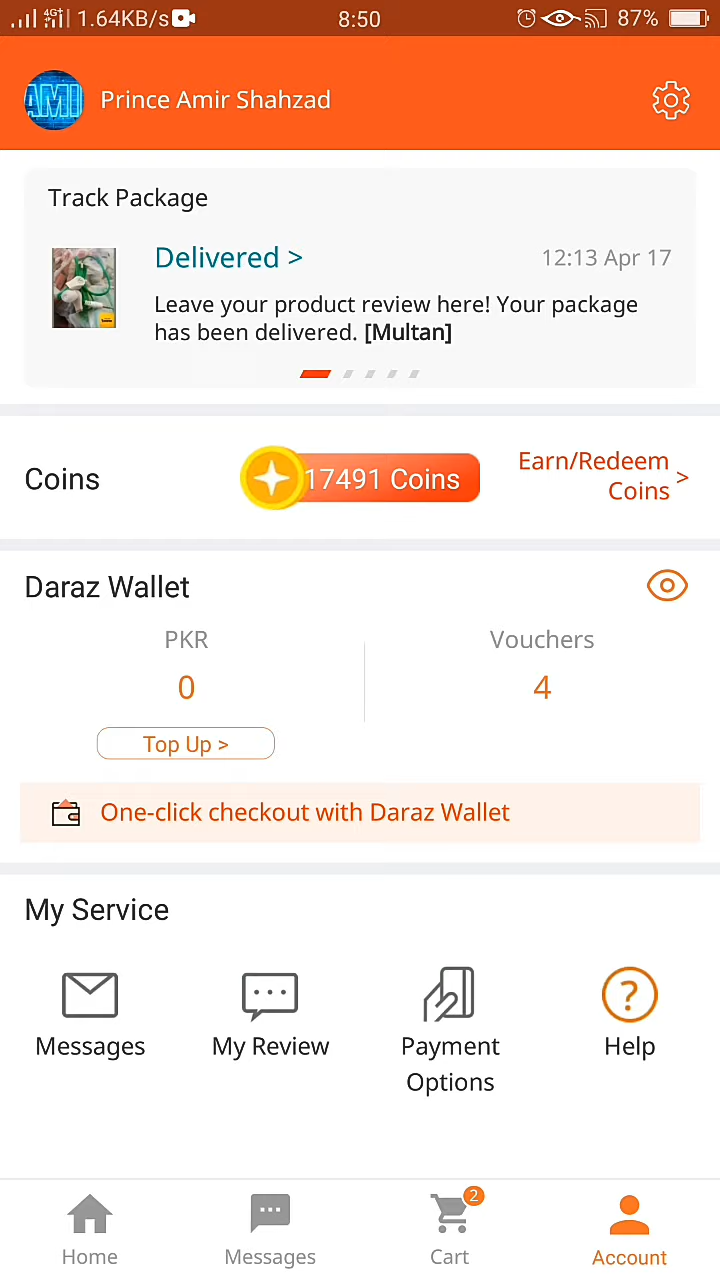 4G+ 1.64KB/s 8:50 87%
AMI Prince Amir Shahzad
Track Package
Delivered > 12:13 Apr 17
Leave your product review here! Your package
has been delivered. [Multan]
Coins
17491 Coins
Earn/Redeem
Coins >
Daraz Wallet
PKR Vouchers
0 4
Top Up >
One-click checkout with Daraz Wallet
My Service
Messages My Review Payment
Options
Help
2
Home Messages Cart Account